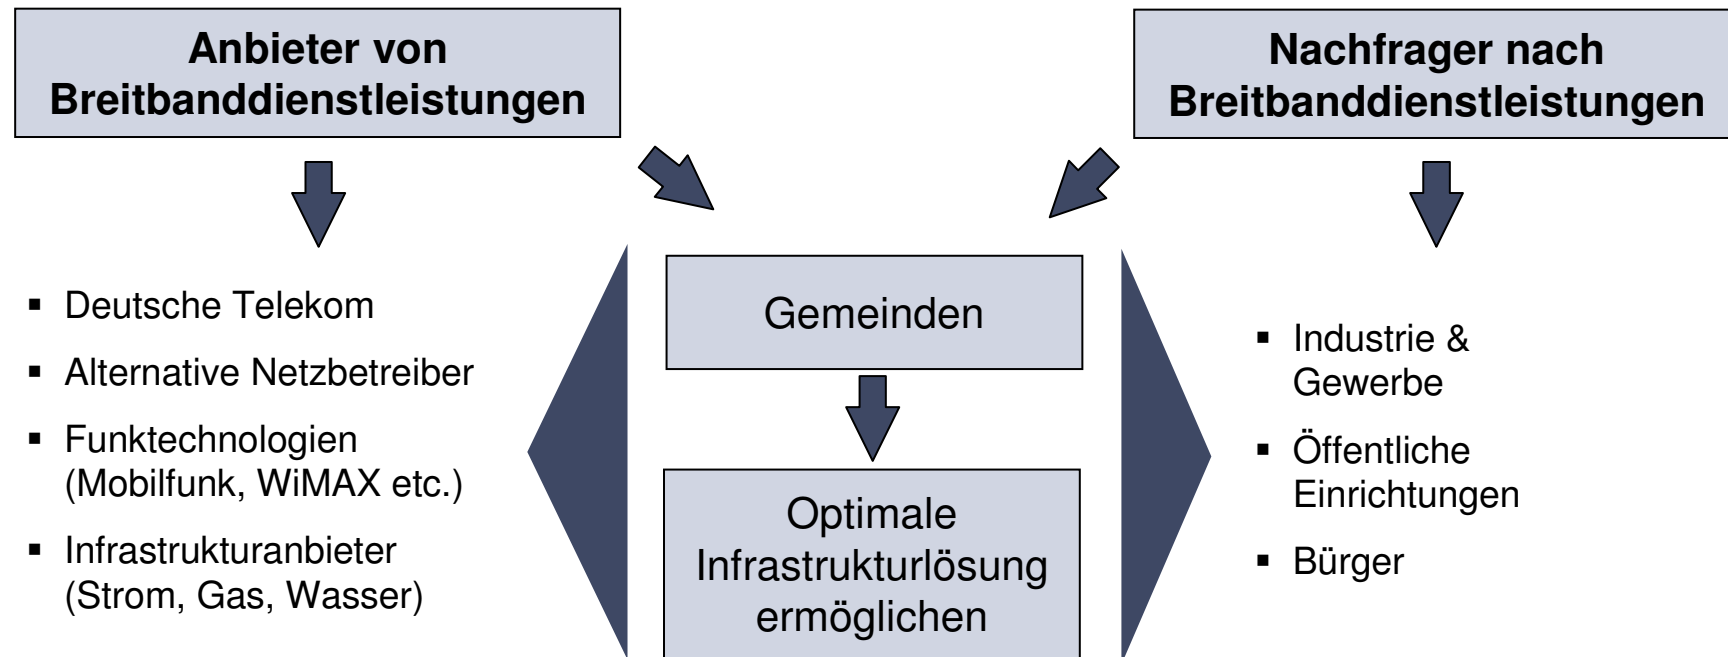 Anbieter von
Breitbanddienstleistungen
Nachfrager nach
Breitbanddienstleistungen
▪ Deutsche Telekom
▪ Alternative Netzbetreiber
▪ Funktechnologien
(Mobilfunk, WiMAX etc.)
▪ Infrastrukturanbieter
(Strom, Gas, Wasser)
Gemeinden
Optimale
Infrastrukturlösung
ermöglichen
▪ Industrie &
Gewerbe
▪ Öffentliche
Einrichtungen
▪ Bürger